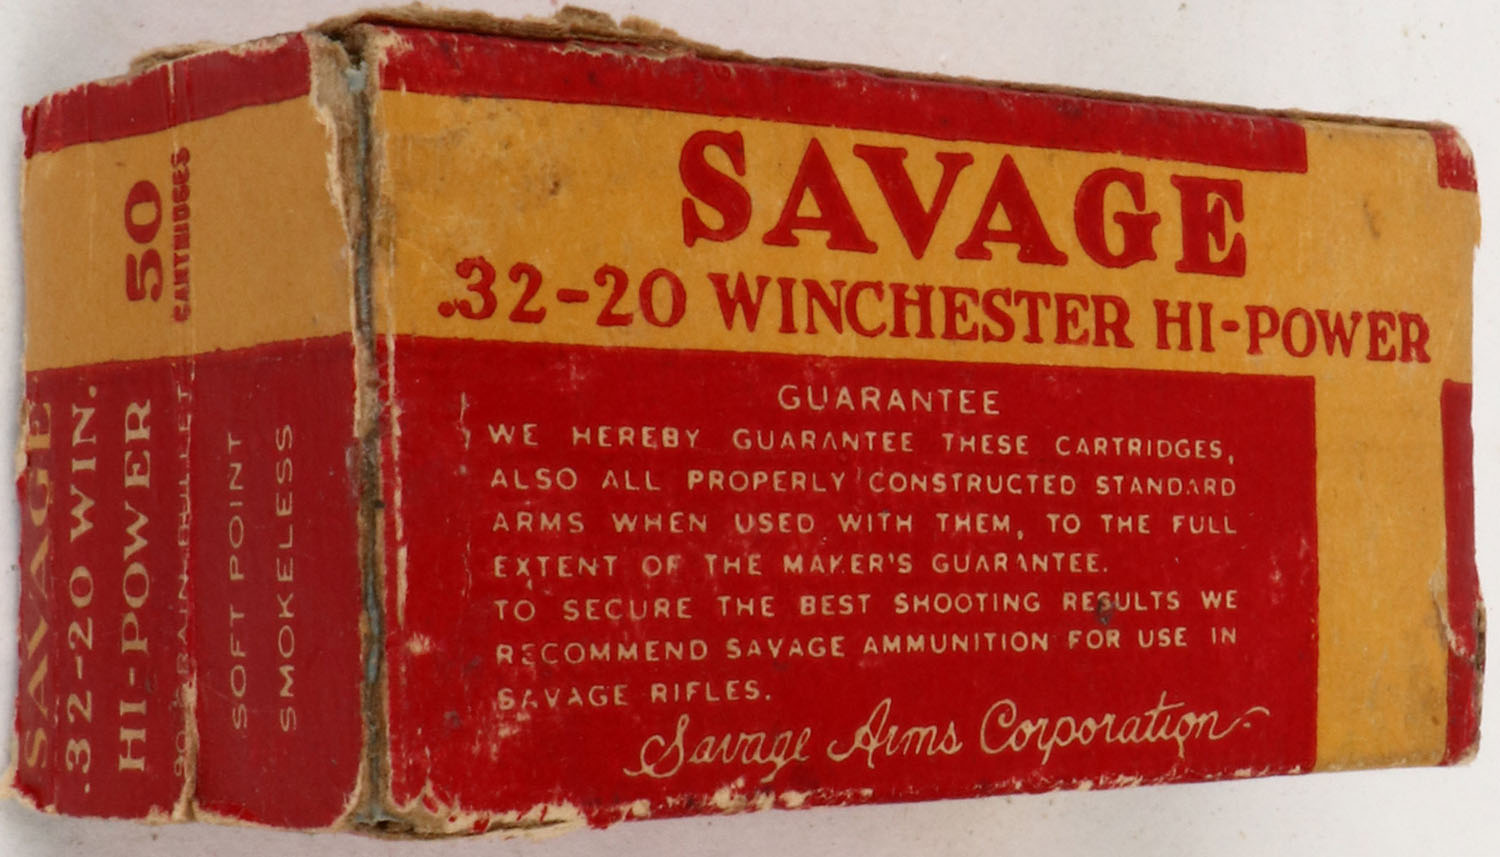 SAVAGE
.32-20 WINCHESTER HI-POWER
GUARANTEE
WE HEREBY GUARANTEE THESE CARTRIDGES,
ALSO ALL PROPERLY CONSTRUCTED STANDARD
ARMS WHEN USED WITH THEM, TO THE FULL
EXTENT OF THE MAKER'S GUARANTEE.
TO SECURE THE BEST SHOOTING RESULTS WE
RECOMMEND SAVAGE AMMUNITION FOR USE IN
SAVAGE RIFLES.
Savage Arms Corporation
50
CARTRIDGES
SAVAGE
.32-20 WIN.
HI-POWER
BULLET
SOFT POINT
SMOKELESS